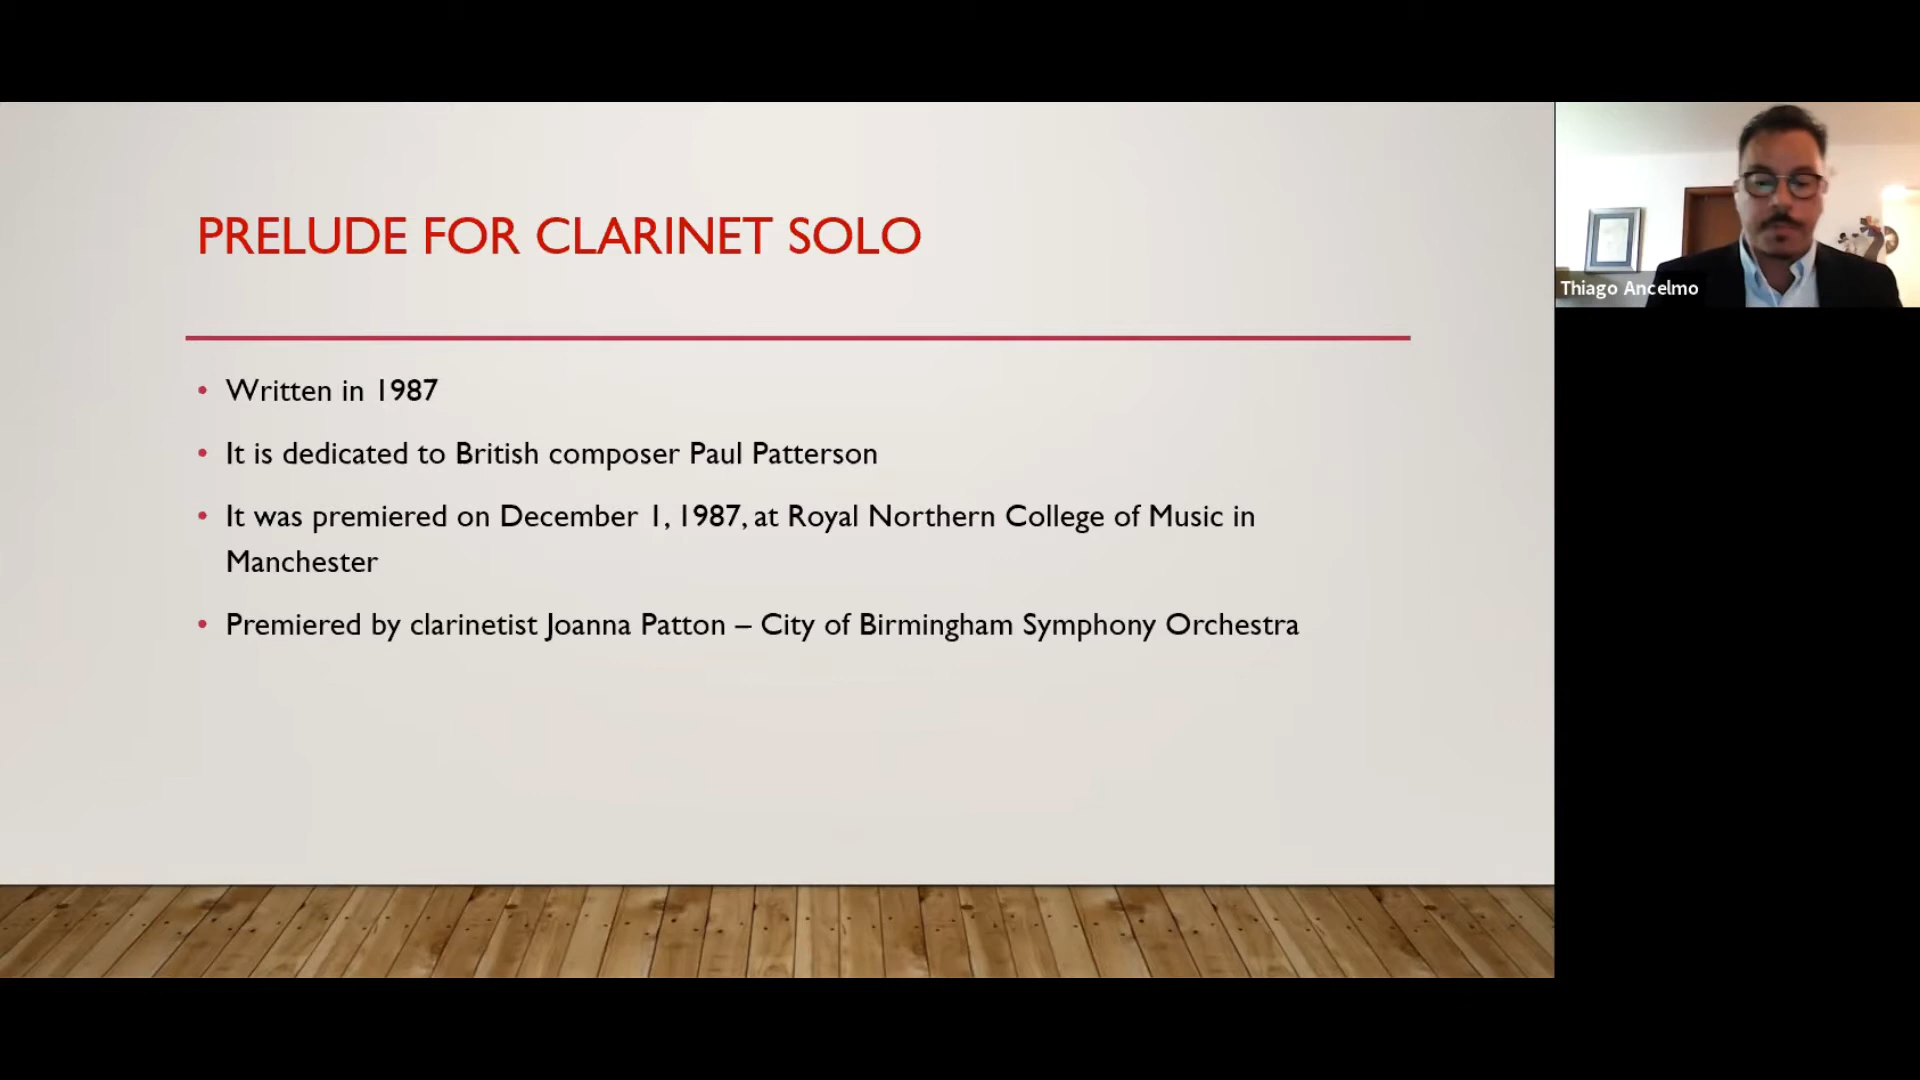 PRELUDE FOR CLARINET SOLO
• Written in 1987
• It is dedicated to British composer Paul Patterson
• It was premiered on December 1, 1987, at Royal Northern College of Music in
Manchester
• Premiered by clarinetist Joanna Patton – City of Birmingham Symphony Orchestra
Thiago Ancelmo